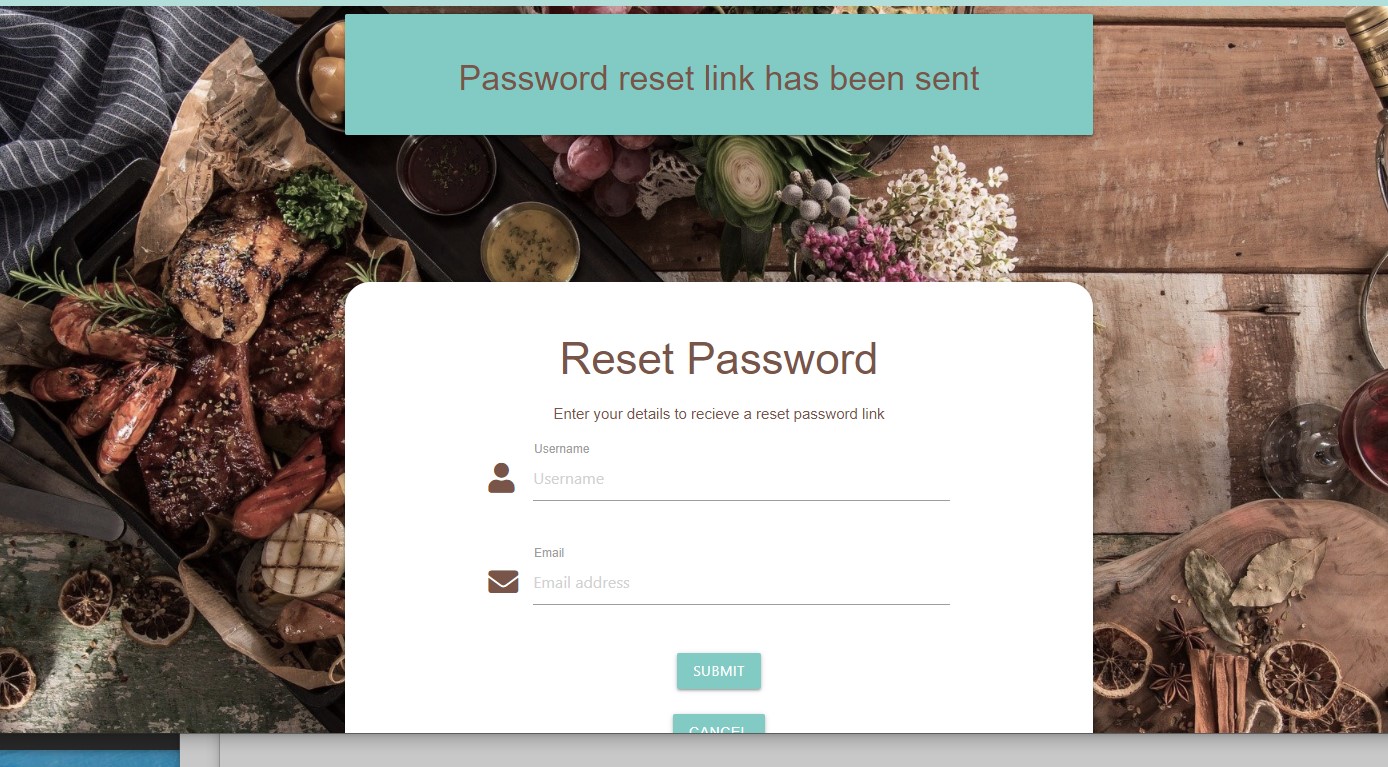 Password reset link has been sent
Reset Password
Enter your details to recieve a reset password link
Username
Username
Email
Email address
SUBMIT
CANCEL